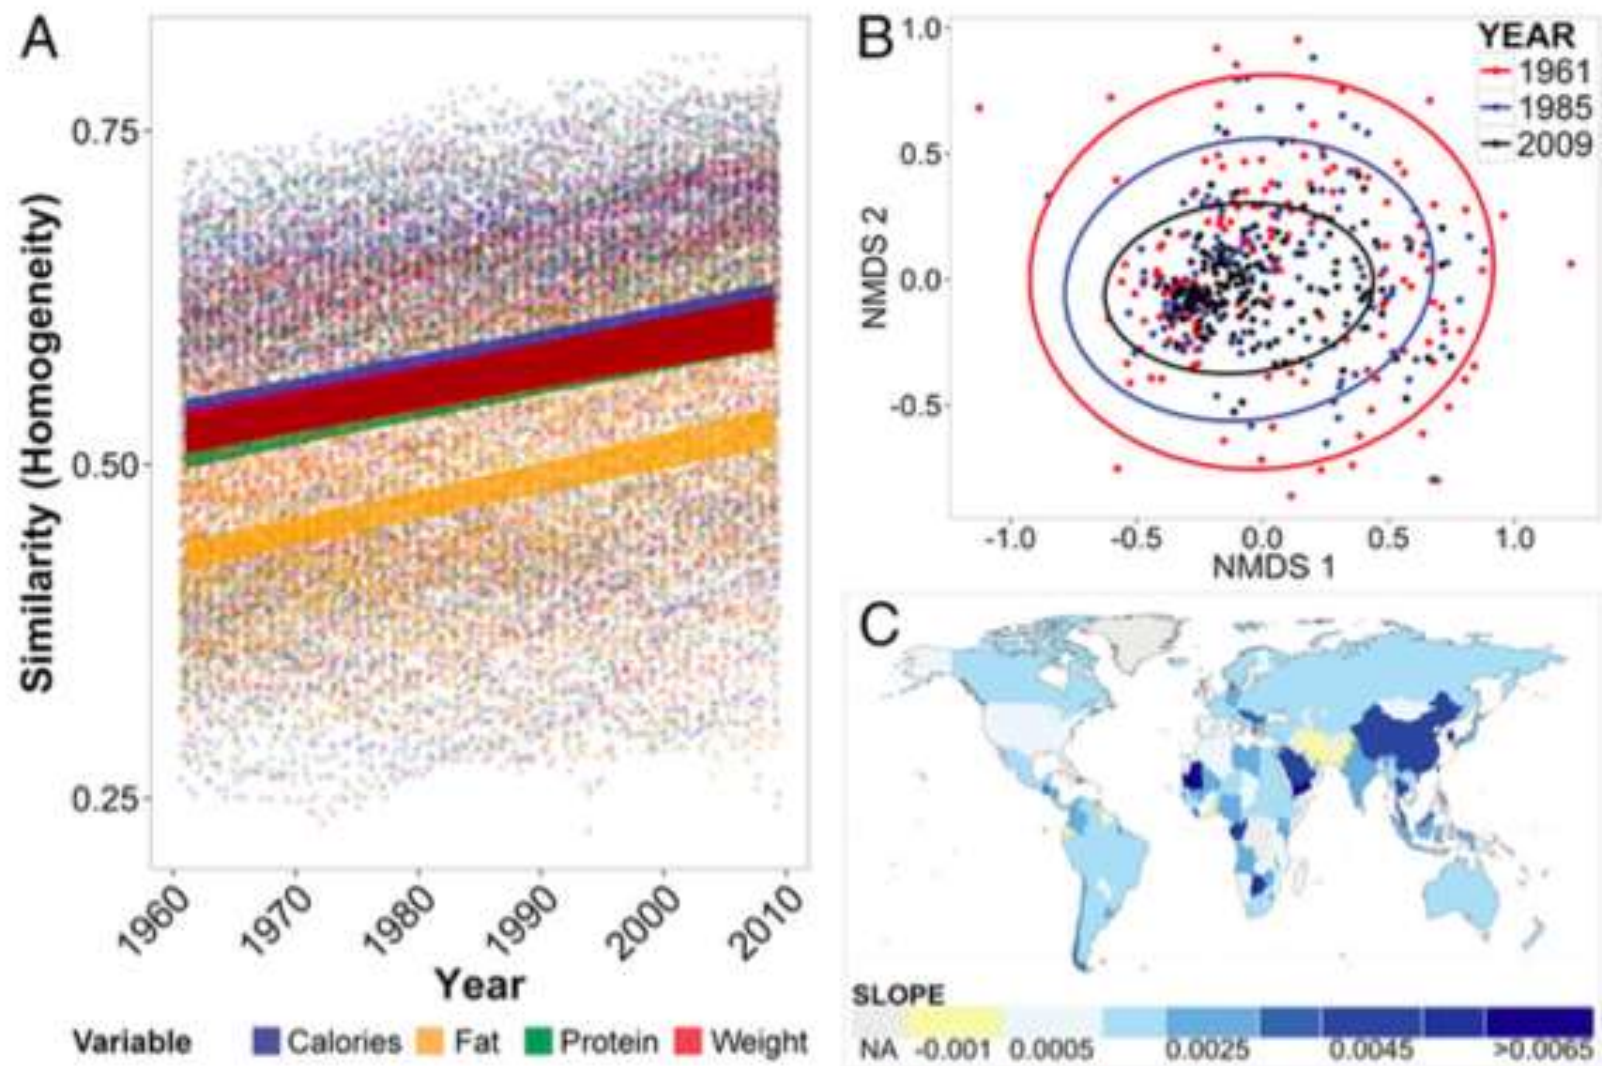 A
Similarity (Homogeneity)
0.75
0.50
0.25
1960
1970
1980
1990
2000
2010
Year
Variable Calories Fat Protein Weight
B
NMDS 2
1.0
0.5
0.0
-0.5
-1.0 -0.5 0.0 0.5 1.0
NMDS 1
YEAR
1961
1985
2009
C
SLOPE
NA -0.001 0.0005 0.0025 0.0045 >0.0065